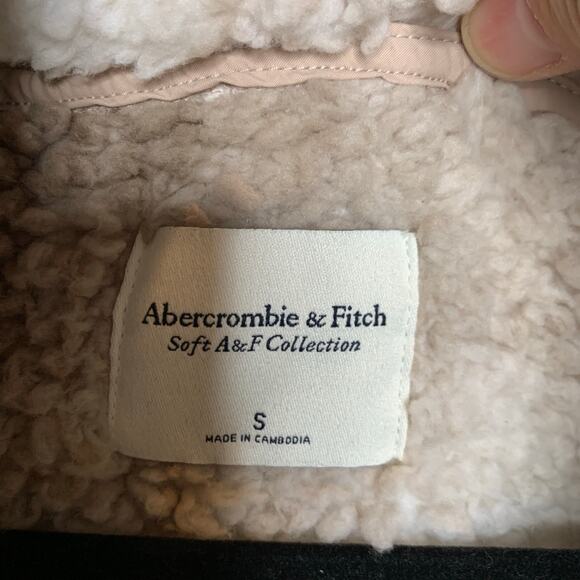 Abercrombie & Fitch
Soft A&F Collection
S
MADE IN CAMBODIA